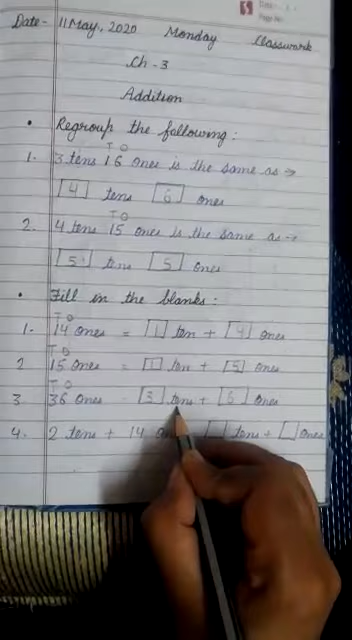 Date - 11 May, 2020 Monday Classwork
Ch - 3
Addition
• Regroup the following :
T O
1. 3 tens 16 ones is the same as →
[4] tens [6] ones
T O
2. 4 tens 15 ones is the same as →
[5] tens [5] ones
• Fill in the blanks :
T O
1. 14 ones = [1] ten + [4] ones
T O
2 15 ones = [1] ten + [5] ones
T O
3 36 ones = [3] tens + [6] ones
4. 2 tens + 14 [ ] tens + [ ] ones